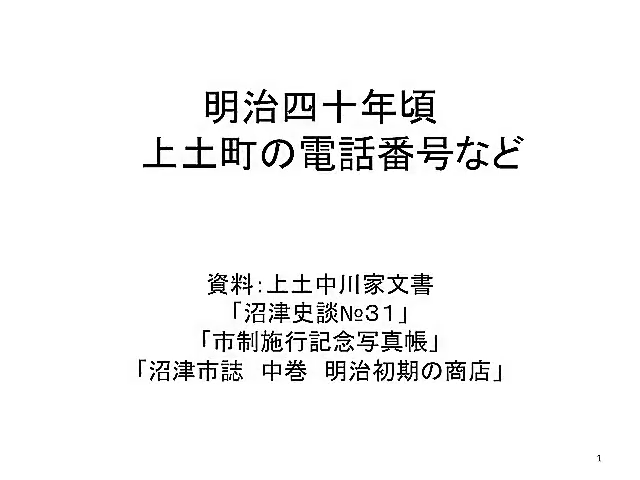 明治四十年頃
上土町の電話番号など
資料：上土中川家文書
「沼津史談№３１」
「市制施行記念写真帳」
「沼津市誌　中巻　明治初期の商店」
1